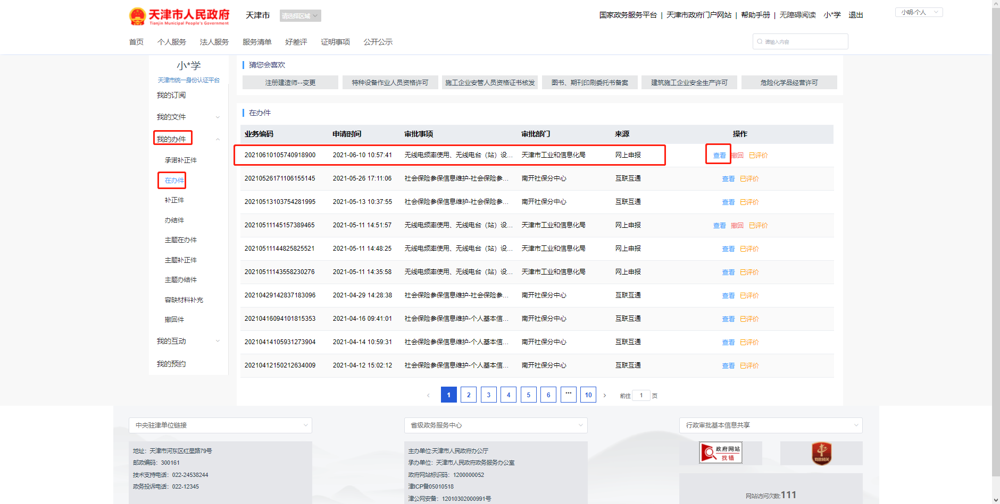 天津市人民政府
Tianjin Municipal People's Government
天津市 请选择区域
国家政务服务平台 | 天津市政府门户网站 | 帮助手册 | 无障碍阅读 小*学 退出
小明-个人
首页 个人服务 法人服务 服务清单 好差评 证明事项 公开公示
请输入内容
小*学
天津市统一身份认证平台
我的订阅
我的文件
我的办件
承诺补正件
在办件
补正件
办结件
主题在办件
主题补正件
主题办结件
容缺材料补充
撤回件
我的互动
我的预约
猜您会喜欢
注册建造师--变更 特种设备作业人员资格许可 施工企业安管人员资格证书核发 图书、期刊印刷委托书备案 建筑施工企业安全生产许可 危险化学品经营许可
在办件
业务编码 申请时间 审批事项 审批部门 来源 操作
20210610105740918900 2021-06-10 10:57:41 无线电频率使用、无线电台（站）设... 天津市工业和信息化局 网上申报 查看 撤回 已评价
20210526171106155145 2021-05-26 17:11:06 社会保险参保信息维护-社会保险参... 南开社保分中心 互联互通 查看 已评价
20210513103754281995 2021-05-13 10:37:55 社会保险参保信息维护-社会保险参... 南开社保分中心 互联互通 查看 已评价
20210511145157389465 2021-05-11 14:51:57 无线电频率使用、无线电台（站）设... 天津市工业和信息化局 网上申报 查看 撤回 已评价
20210511144825825521 2021-05-11 14:48:25 无线电频率使用、无线电台（站）设... 天津市工业和信息化局 网上申报 查看 已评价
20210511143558230276 2021-05-11 14:35:58 无线电频率使用、无线电台（站）设... 天津市工业和信息化局 网上申报 查看 已评价
20210429142837183096 2021-04-29 14:28:38 社会保险参保信息维护-社会保险参... 南开社保分中心 互联互通 查看 已评价
20210416094101815353 2021-04-16 09:41:01 社会保险参保信息维护-个人基本信... 南开社保分中心 互联互通 查看 已评价
20210414105931273904 2021-04-14 10:59:31 社会保险参保信息维护-个人基本信... 南开社保分中心 互联互通 查看 已评价
20210412150212634009 2021-04-12 15:02:12 社会保险参保信息维护-个人基本信... 南开社保分中心 互联互通 查看 已评价
1 2 3 4 5 6 ... 10 前往 1 页
中央驻津单位链接
地址：天津市河东区红星路79号
邮政编码：300161
技术支持电话：022-24538244
政务投诉电话：022-12345
省级政务服务中心
主办单位:天津市人民政府办公厅
承办单位：天津市人民政府政务服务办公室
政府网站标识码：1200000052
津ICP备05010518
津公网安备：12010302000991号
行政审批基本信息共享
政府网站
找错
党政机关
网站访问次数:111